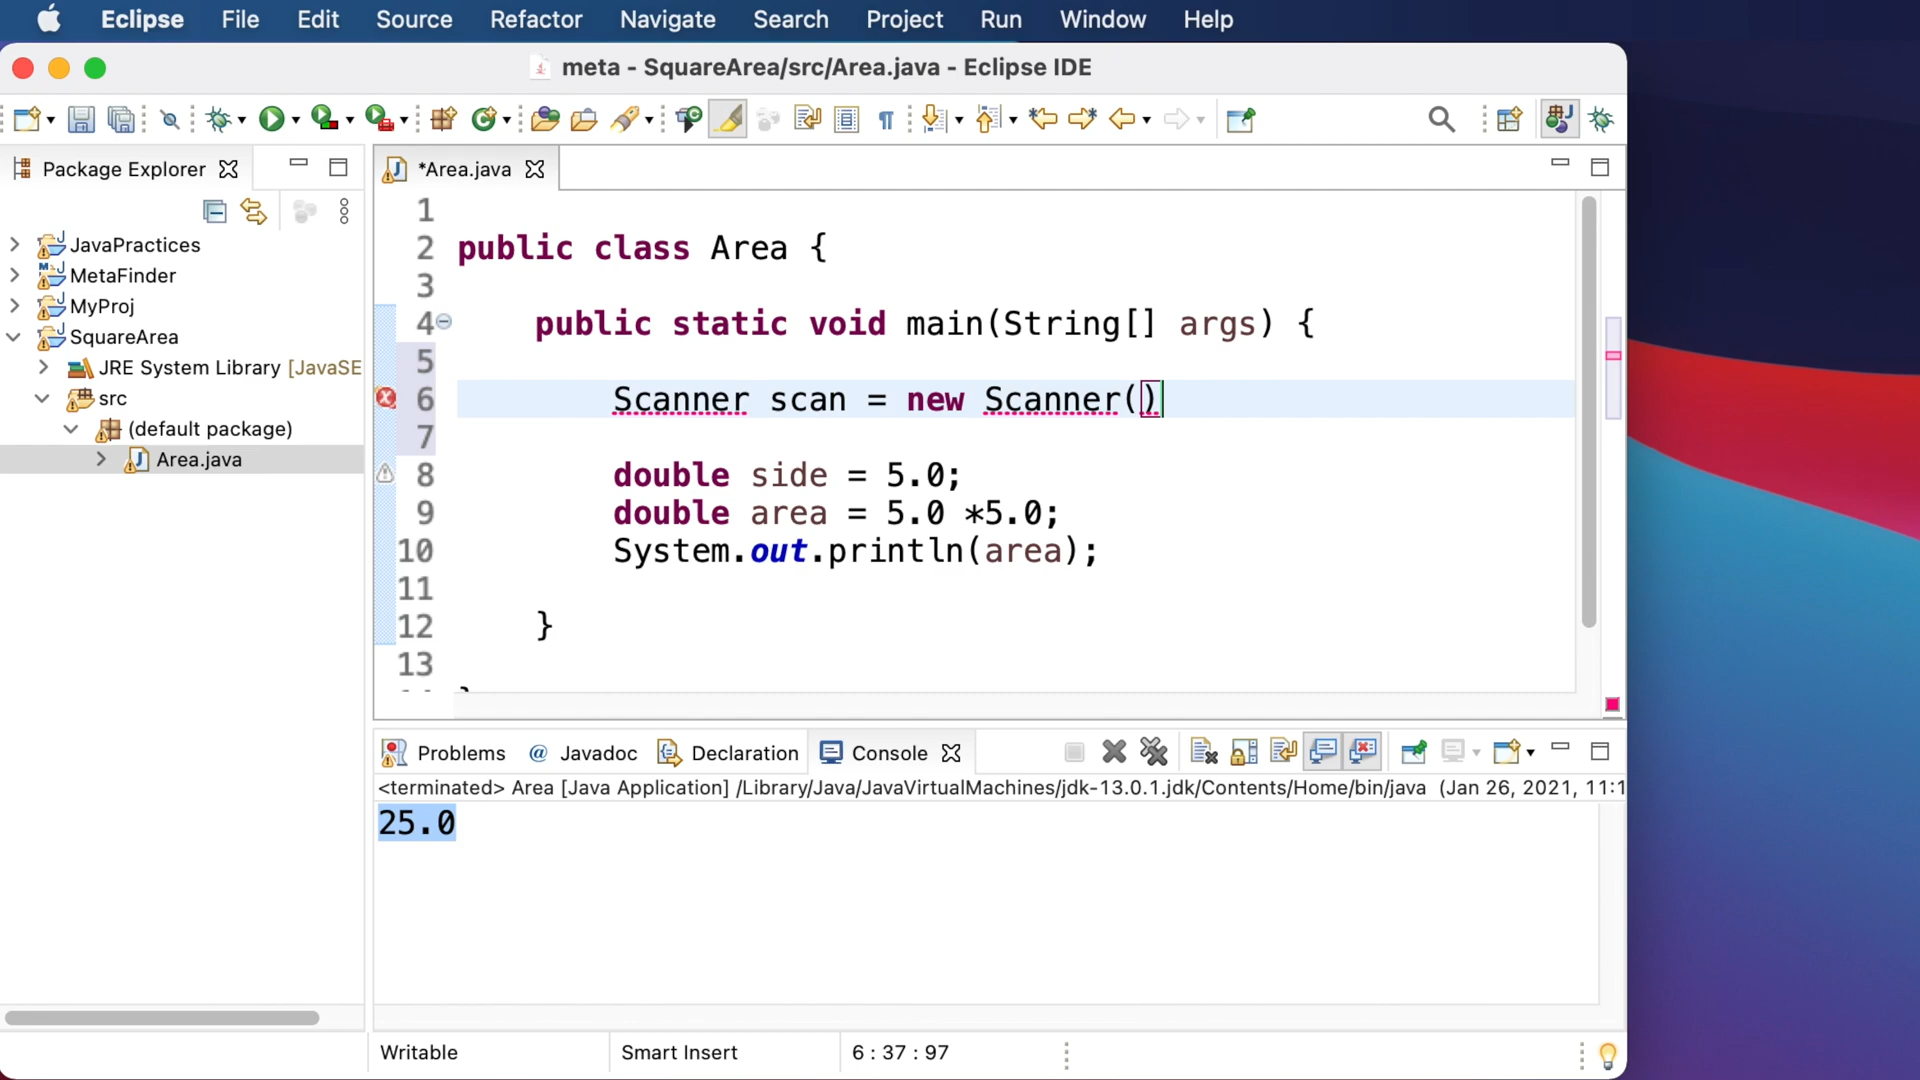 Eclipse File Edit Source Refactor Navigate Search Project Run Window Help
meta - SquareArea/src/Area.java - Eclipse IDE
Package Explorer
JavaPractices
MetaFinder
MyProj
SquareArea
JRE System Library [JavaSE
src
(default package)
Area.java
*Area.java
1
2 public class Area {
3
4 public static void main(String[] args) {
5
6 Scanner scan = new Scanner()
7
8 double side = 5.0;
9 double area = 5.0 *5.0;
10 System.out.println(area);
11
12 }
13
Problems @ Javadoc Declaration Console
<terminated> Area [Java Application] /Library/Java/JavaVirtualMachines/jdk-13.0.1.jdk/Contents/Home/bin/java (Jan 26, 2021, 11:1
25.0
Writable Smart Insert 6 : 37 : 97